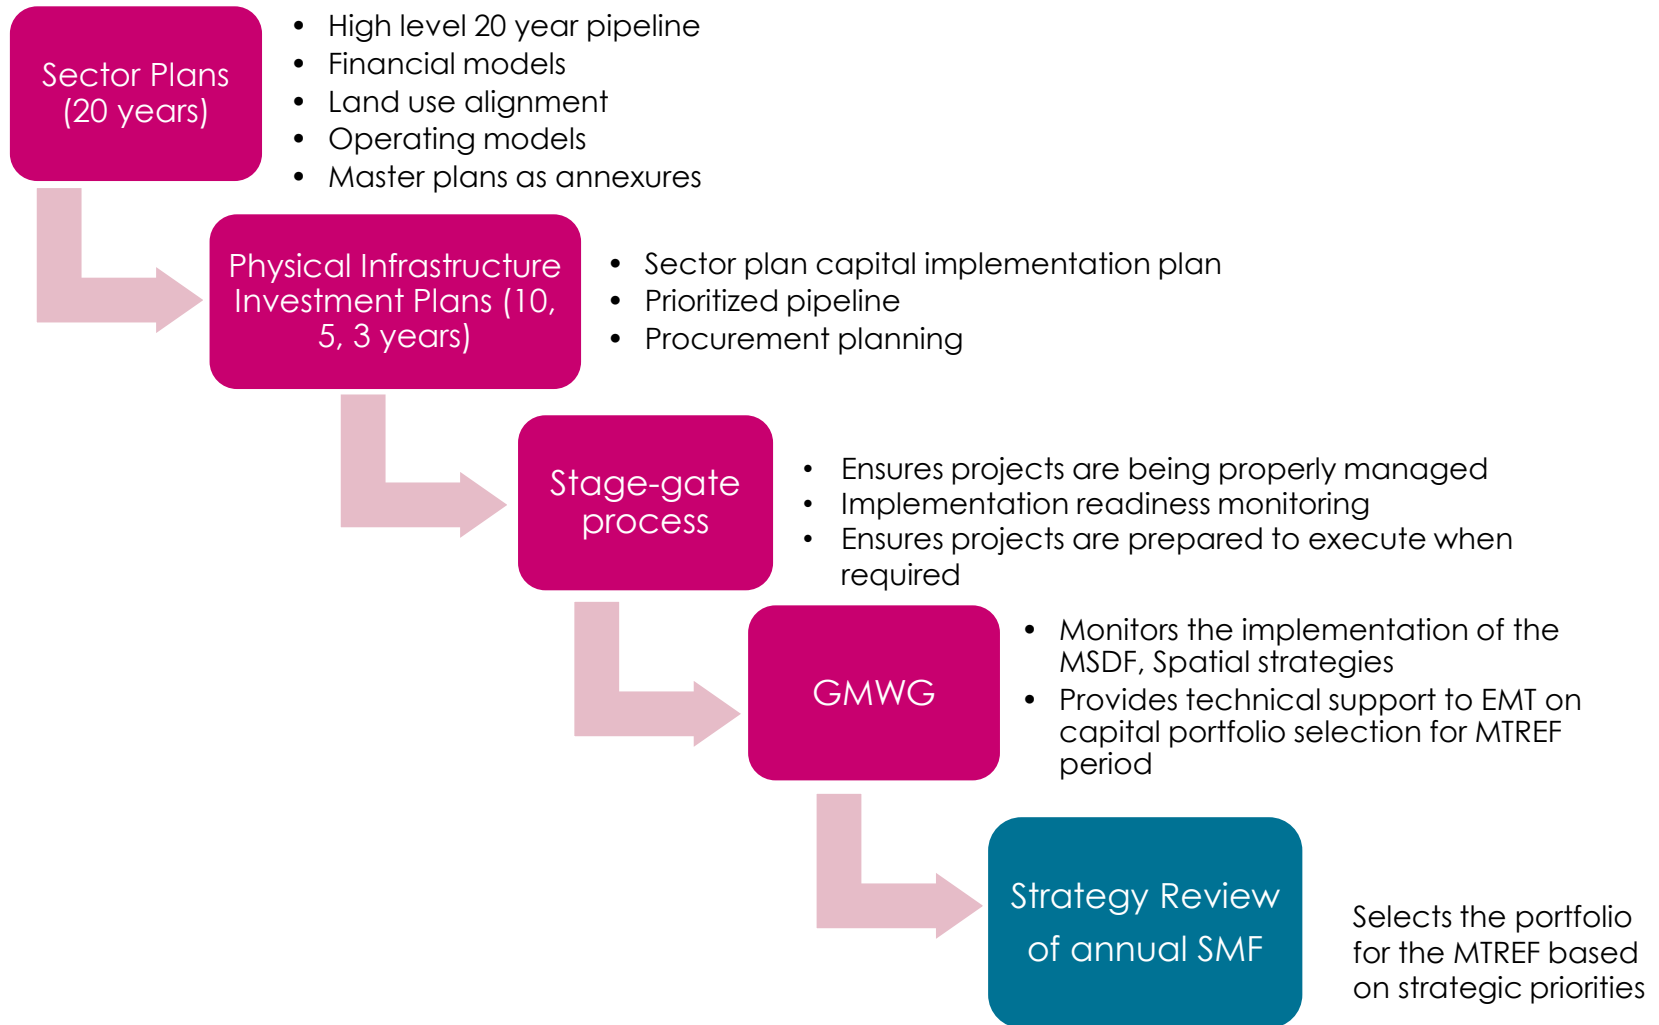 Sector Plans
(20 years)
• High level 20 year pipeline
• Financial models
• Land use alignment
• Operating models
• Master plans as annexures
Physical Infrastructure
Investment Plans (10,
5, 3 years)
• Sector plan capital implementation plan
• Prioritized pipeline
• Procurement planning
Stage-gate
process
• Ensures projects are being properly managed
• Implementation readiness monitoring
• Ensures projects are prepared to execute when
required
GMWG
• Monitors the implementation of the
MSDF, Spatial strategies
• Provides technical support to EMT on
capital portfolio selection for MTREF
period
Strategy Review
of annual SMF
Selects the portfolio
for the MTREF based
on strategic priorities